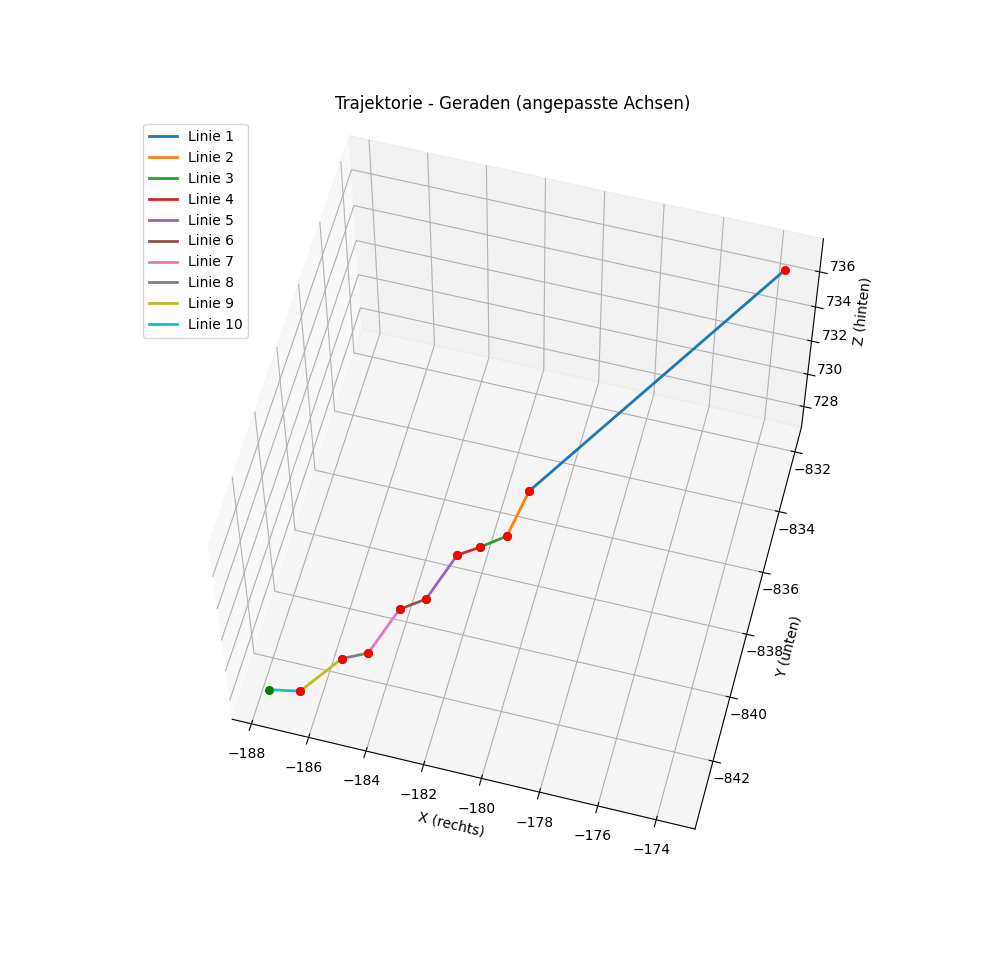 Trajektorie - Geraden (angepasste Achsen)
Linie 1
Linie 2
Linie 3
Linie 4
Linie 5
Linie 6
Linie 7
Linie 8
Linie 9
Linie 10
736
734
732
730
728
Z (hinten)
−832
−834
−836
−838
−840
−842
Y (unten)
−188
−186
−184
−182
−180
−178
−176
−174
X (rechts)